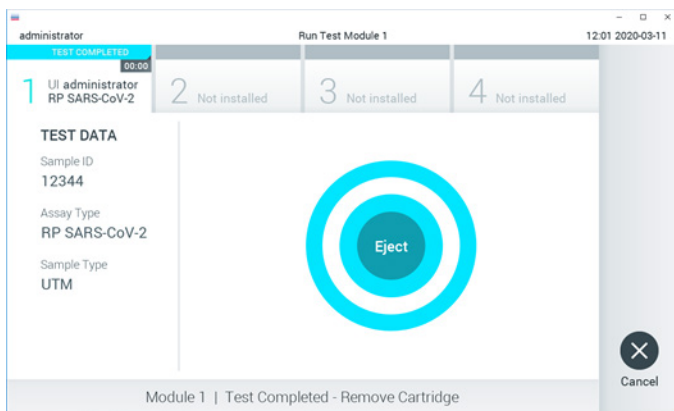 administrator
Run Test Module 1
12:01 2020-03-11
TEST COMPLETED
00:00
1 UI administrator
RP SARS-CoV-2
2 Not installed
3 Not installed
4 Not installed
TEST DATA
Sample ID
12344
Assay Type
RP SARS-CoV-2
Sample Type
UTM
Eject
Cancel
Module 1 | Test Completed - Remove Cartridge